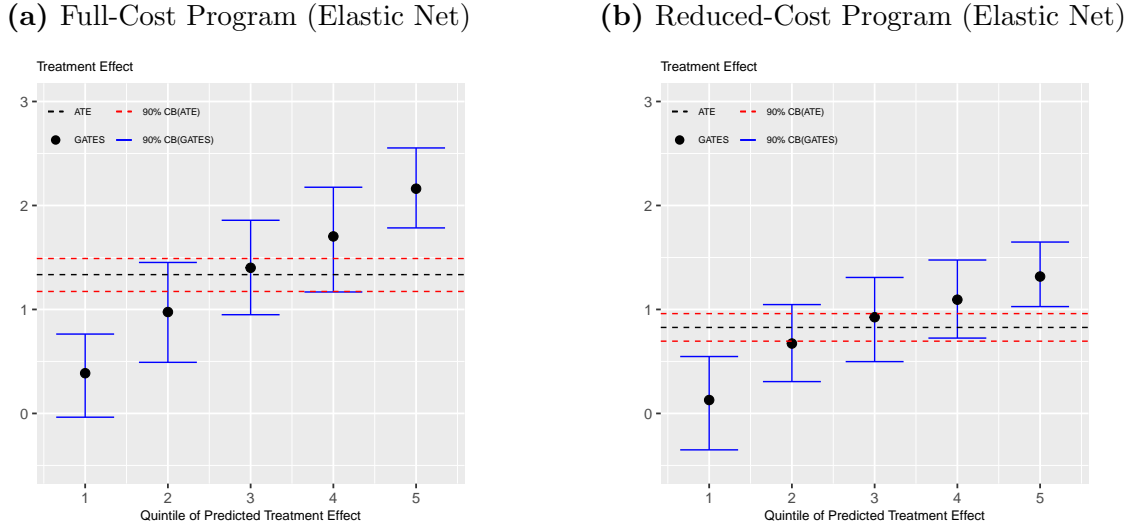 (a) Full-Cost Program (Elastic Net)
Treatment Effect
ATE
90% CB(ATE)
GATES
90% CB(GATES)
3
2
1
0
1 2 3 4 5
Quintile of Predicted Treatment Effect
(b) Reduced-Cost Program (Elastic Net)
Treatment Effect
ATE
90% CB(ATE)
GATES
90% CB(GATES)
3
2
1
0
1 2 3 4 5
Quintile of Predicted Treatment Effect